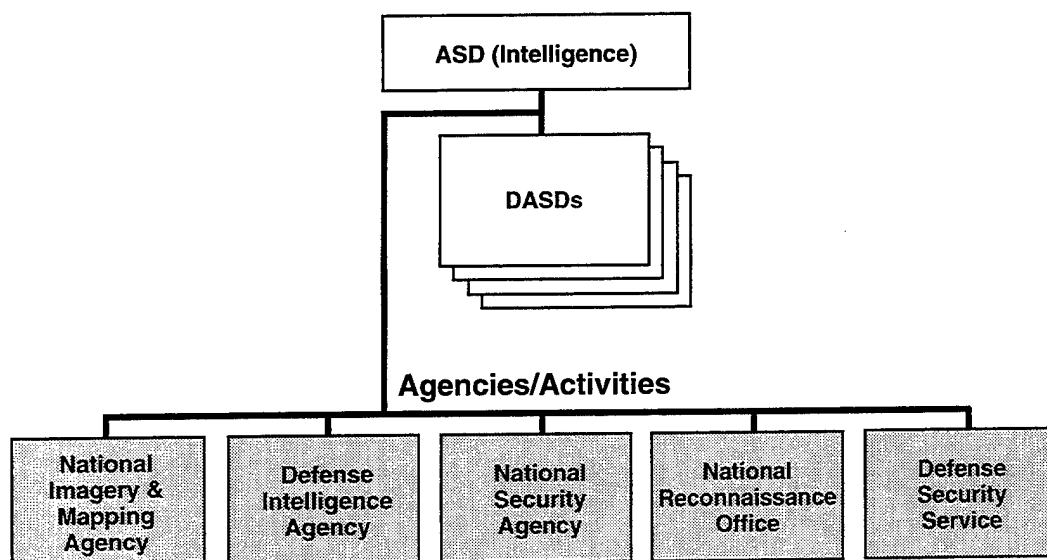 ASD (Intelligence)
DASDs
Agencies/Activities
National
Imagery &
Mapping
Agency
Defense
Intelligence
Agency
National
Security
Agency
National
Reconnaissance
Office
Defense
Security
Service